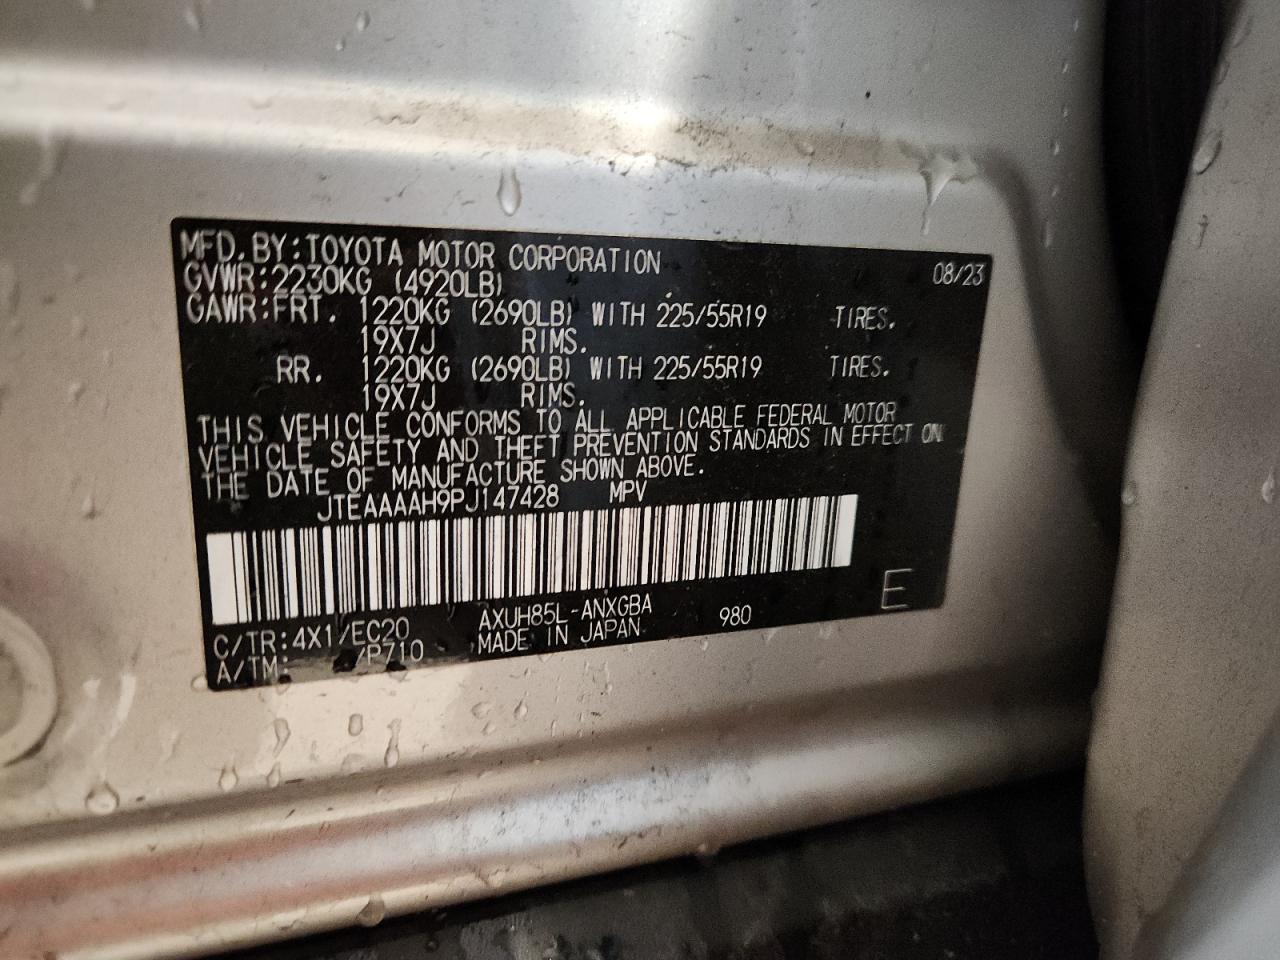 MFD. BY: TOYOTA MOTOR CORPORATION 08/23
GVWR: 2230KG (4920LB)
GAWR: FRT. 1220KG (2690LB) WITH 225/55R19 TIRES.
19X7J RIMS.
RR. 1220KG (2690LB) WITH 225/55R19 TIRES.
19X7J RIMS.
THIS VEHICLE CONFORMS TO ALL APPLICABLE FEDERAL MOTOR
VEHICLE SAFETY AND THEFT PREVENTION STANDARDS IN EFFECT ON
THE DATE OF MANUFACTURE SHOWN ABOVE.
JTEAAAAH9PJ147428 MPV
E
C/TR: 4X1/EC20 AXUH85L-ANXGBA 980
A/TM: /P710 MADE IN JAPAN